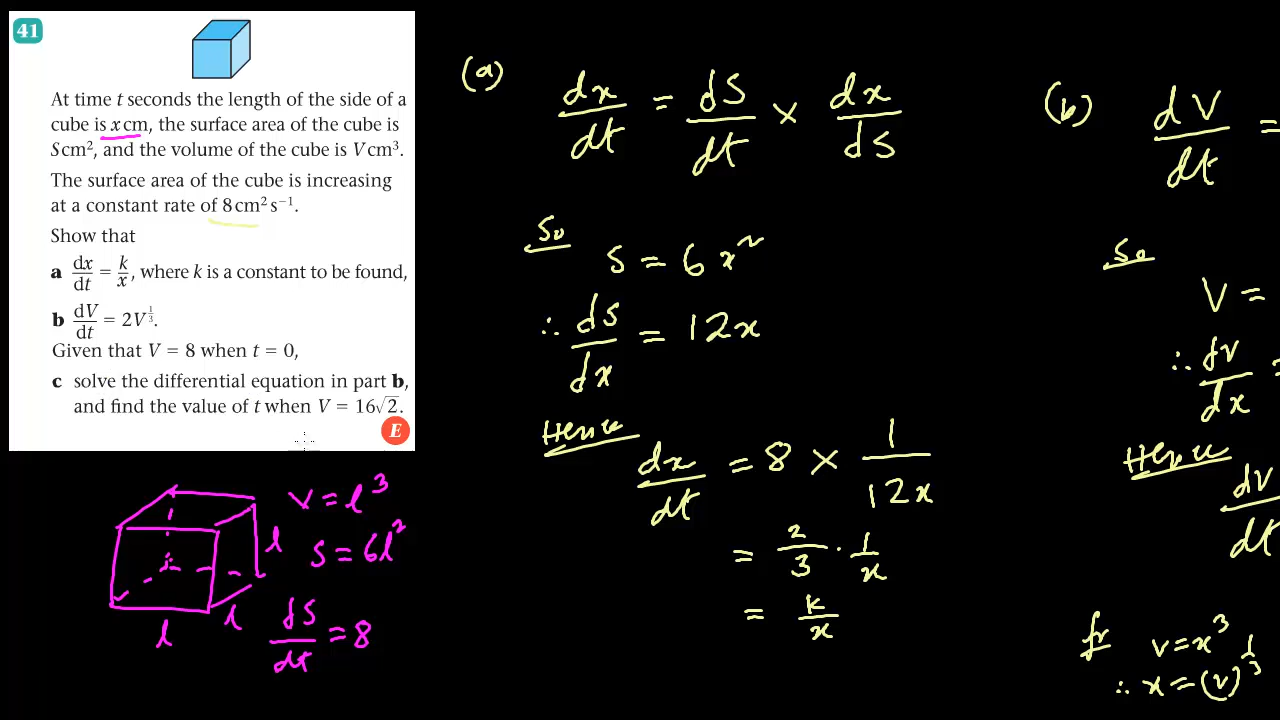 41
At time t seconds the length of the side of a
cube is x cm, the surface area of the cube is
S cm², and the volume of the cube is V cm³.
The surface area of the cube is increasing
at a constant rate of 8 cm² s⁻¹.
Show that
a dx/dt = k/x, where k is a constant to be found,
b dV/dt = 2V^(1/3).
Given that V = 8 when t = 0,
c solve the differential equation in part b,
and find the value of t when V = 16√2.
E
V = l³
S = 6l²
l
l
l
dS/dt = 8
(a)
dx/dt = dS/dt × dx/dS
So
S = 6x²
∴ dS/dx = 12x
Hence
dx/dt = 8 × 1/12x
= 2/3 · 1/x
= k/x
(b)
dV/dt =
So
V =
∴ dV/dx =
Hence
dV/dt
fr V = x³
∴ x = (V)^(1/3)